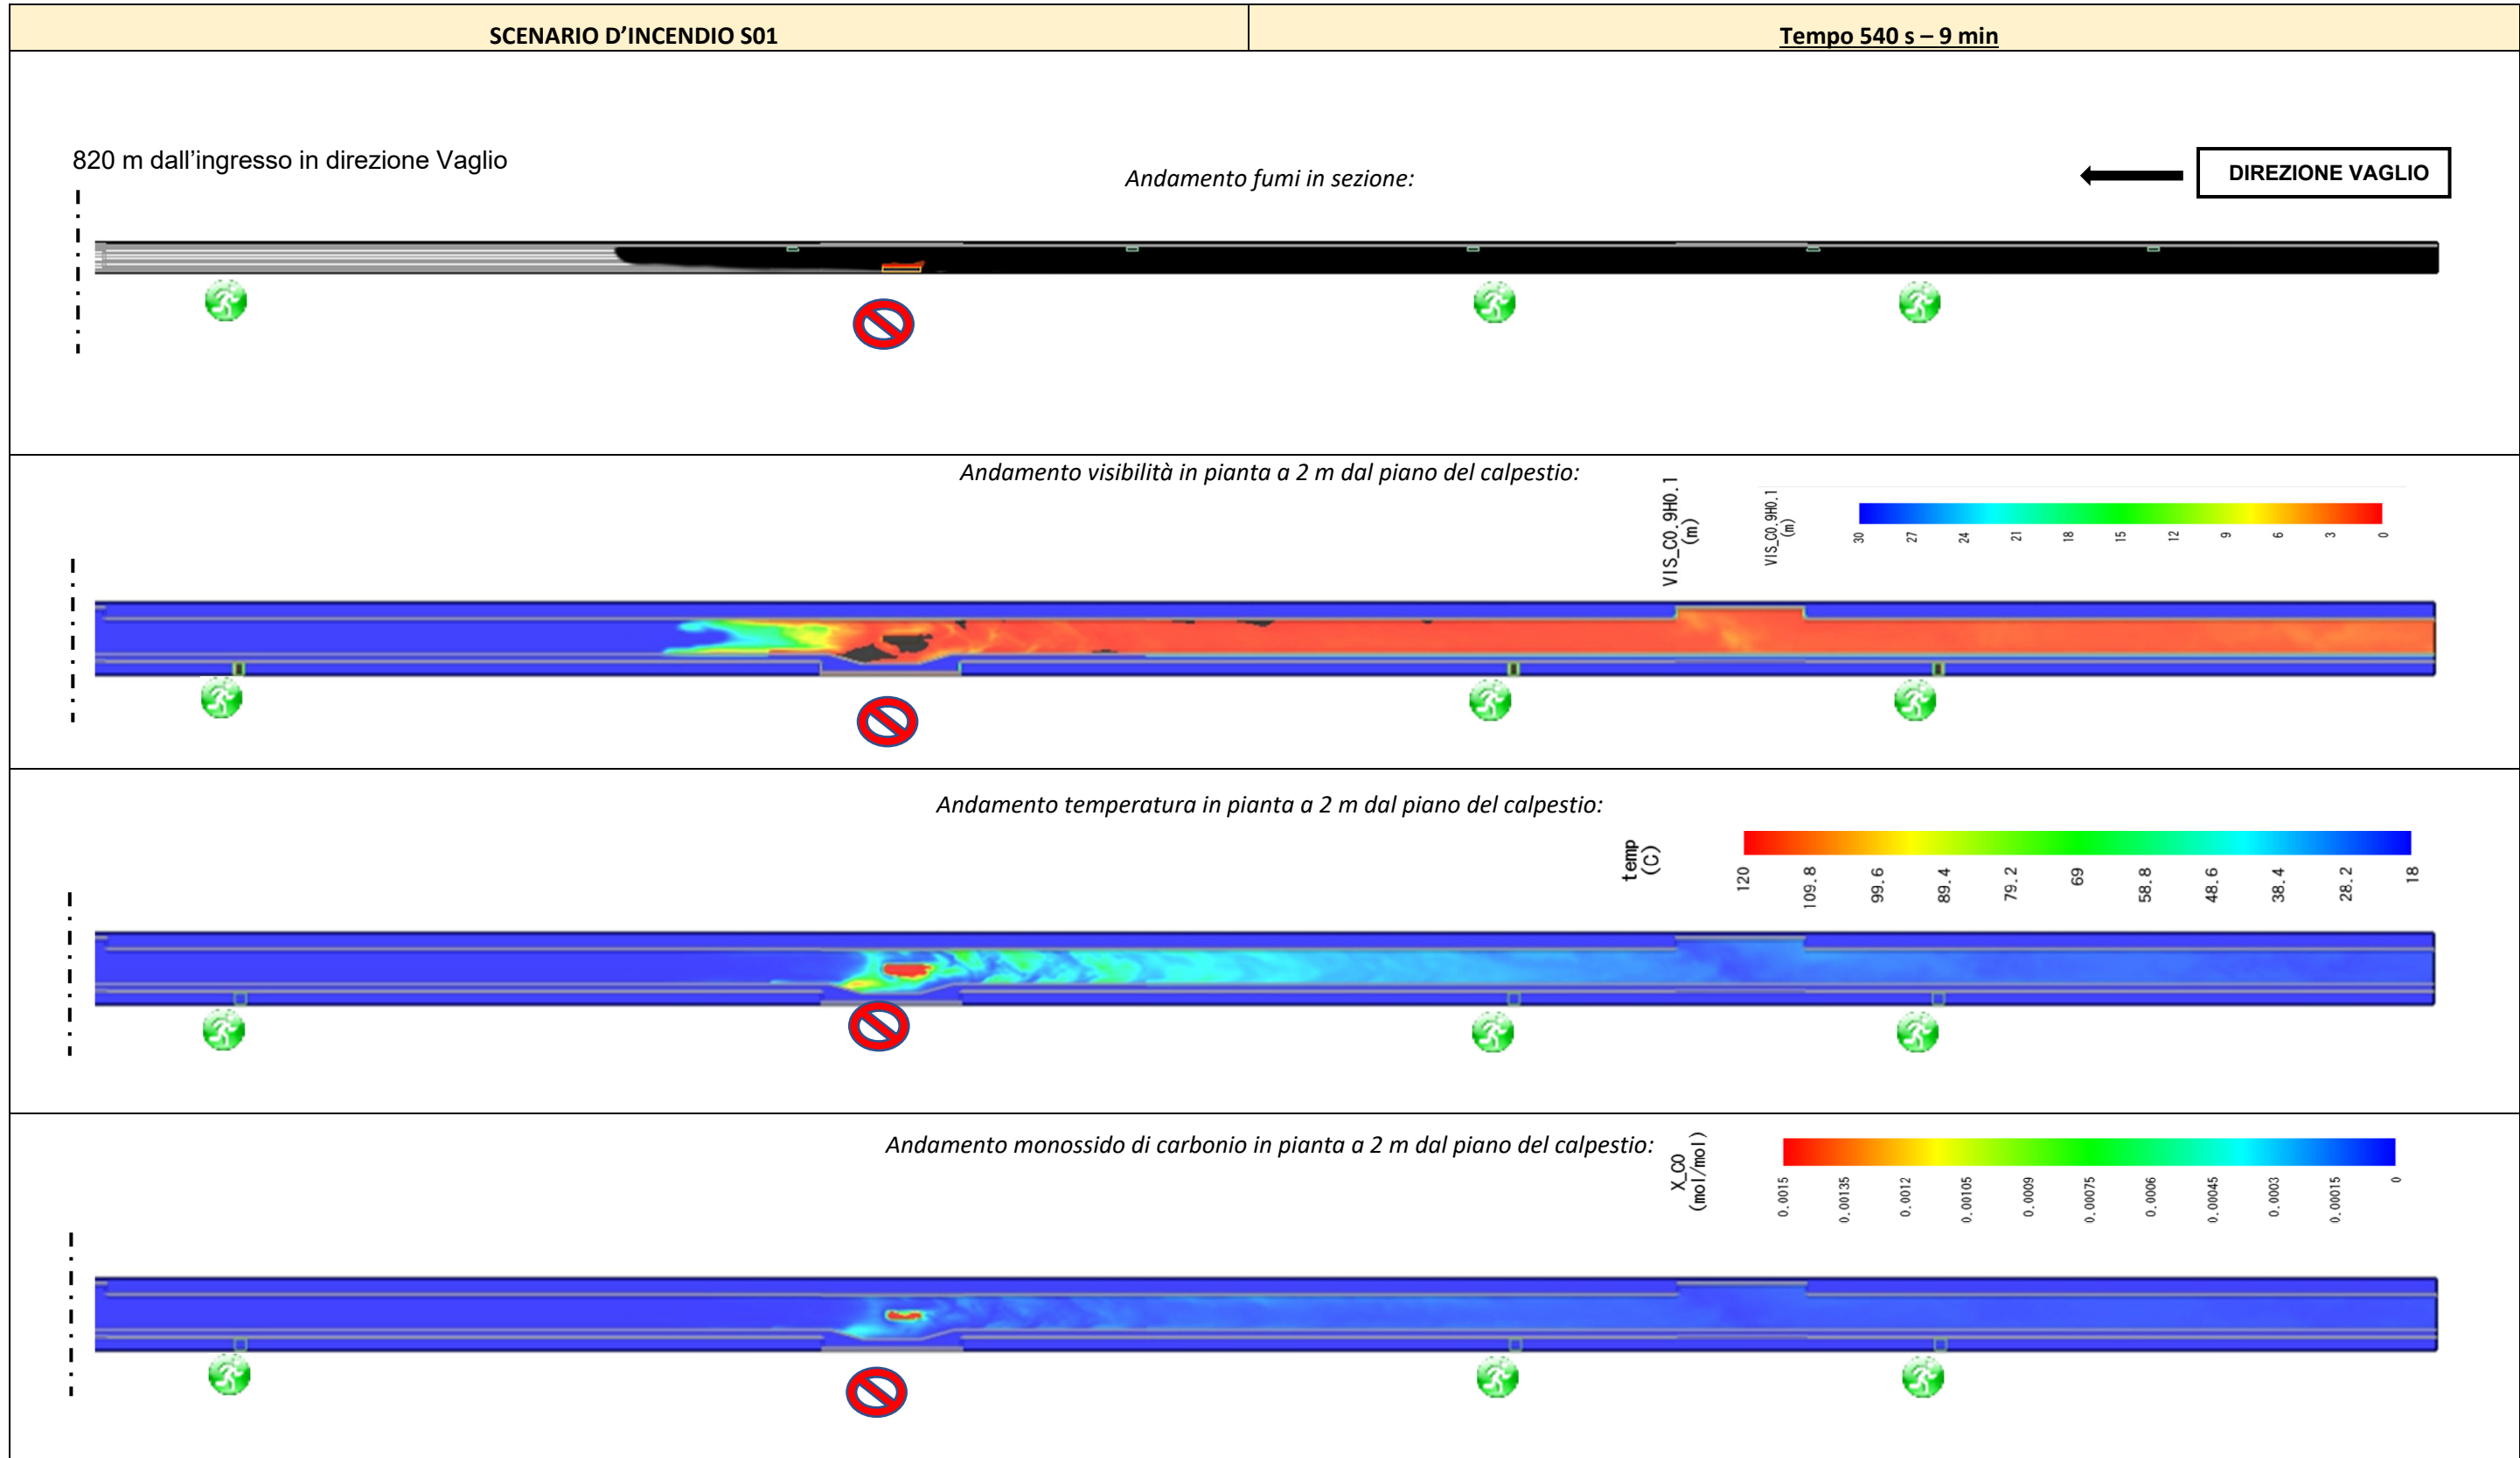 SCENARIO D’INCENDIO S01
Tempo 540 s – 9 min
820 m dall’ingresso in direzione Vaglio
Andamento fumi in sezione:
DIREZIONE VAGLIO
Andamento visibilità in pianta a 2 m dal piano del calpestio:
VIS_C0.9H0.1
(m)
VIS_C0.9H0.1
(m)
30
27
24
21
18
15
12
9
6
3
0
Andamento temperatura in pianta a 2 m dal piano del calpestio:
temp
(C)
120
109.8
99.6
89.4
79.2
69
58.8
48.6
38.4
28.2
18
Andamento monossido di carbonio in pianta a 2 m dal piano del calpestio:
X_CO
(mol/mol)
0.0015
0.00135
0.0012
0.00105
0.0009
0.00075
0.0006
0.00045
0.0003
0.00015
0